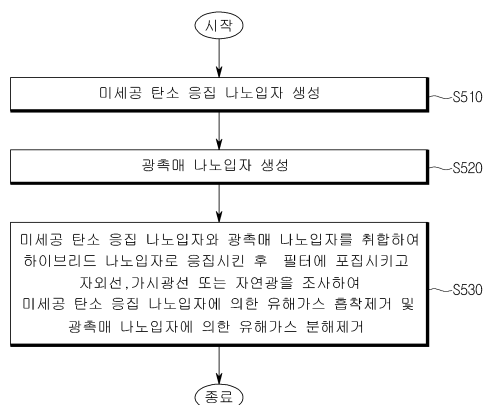 시작
미세공 탄소 응집 나노입자 생성
S510
광촉매 나노입자 생성
S520
미세공 탄소 응집 나노입자와 광촉매 나노입자를 취합하여
하이브리드 나노입자로 응집시킨 후 필터에 포집시키고
자외선,가시광선 또는 자연광을 조사하여
미세공 탄소 응집 나노입자에 의한 유해가스 흡착제거 및
광촉매 나노입자에 의한 유해가스 분해제거
S530
종료